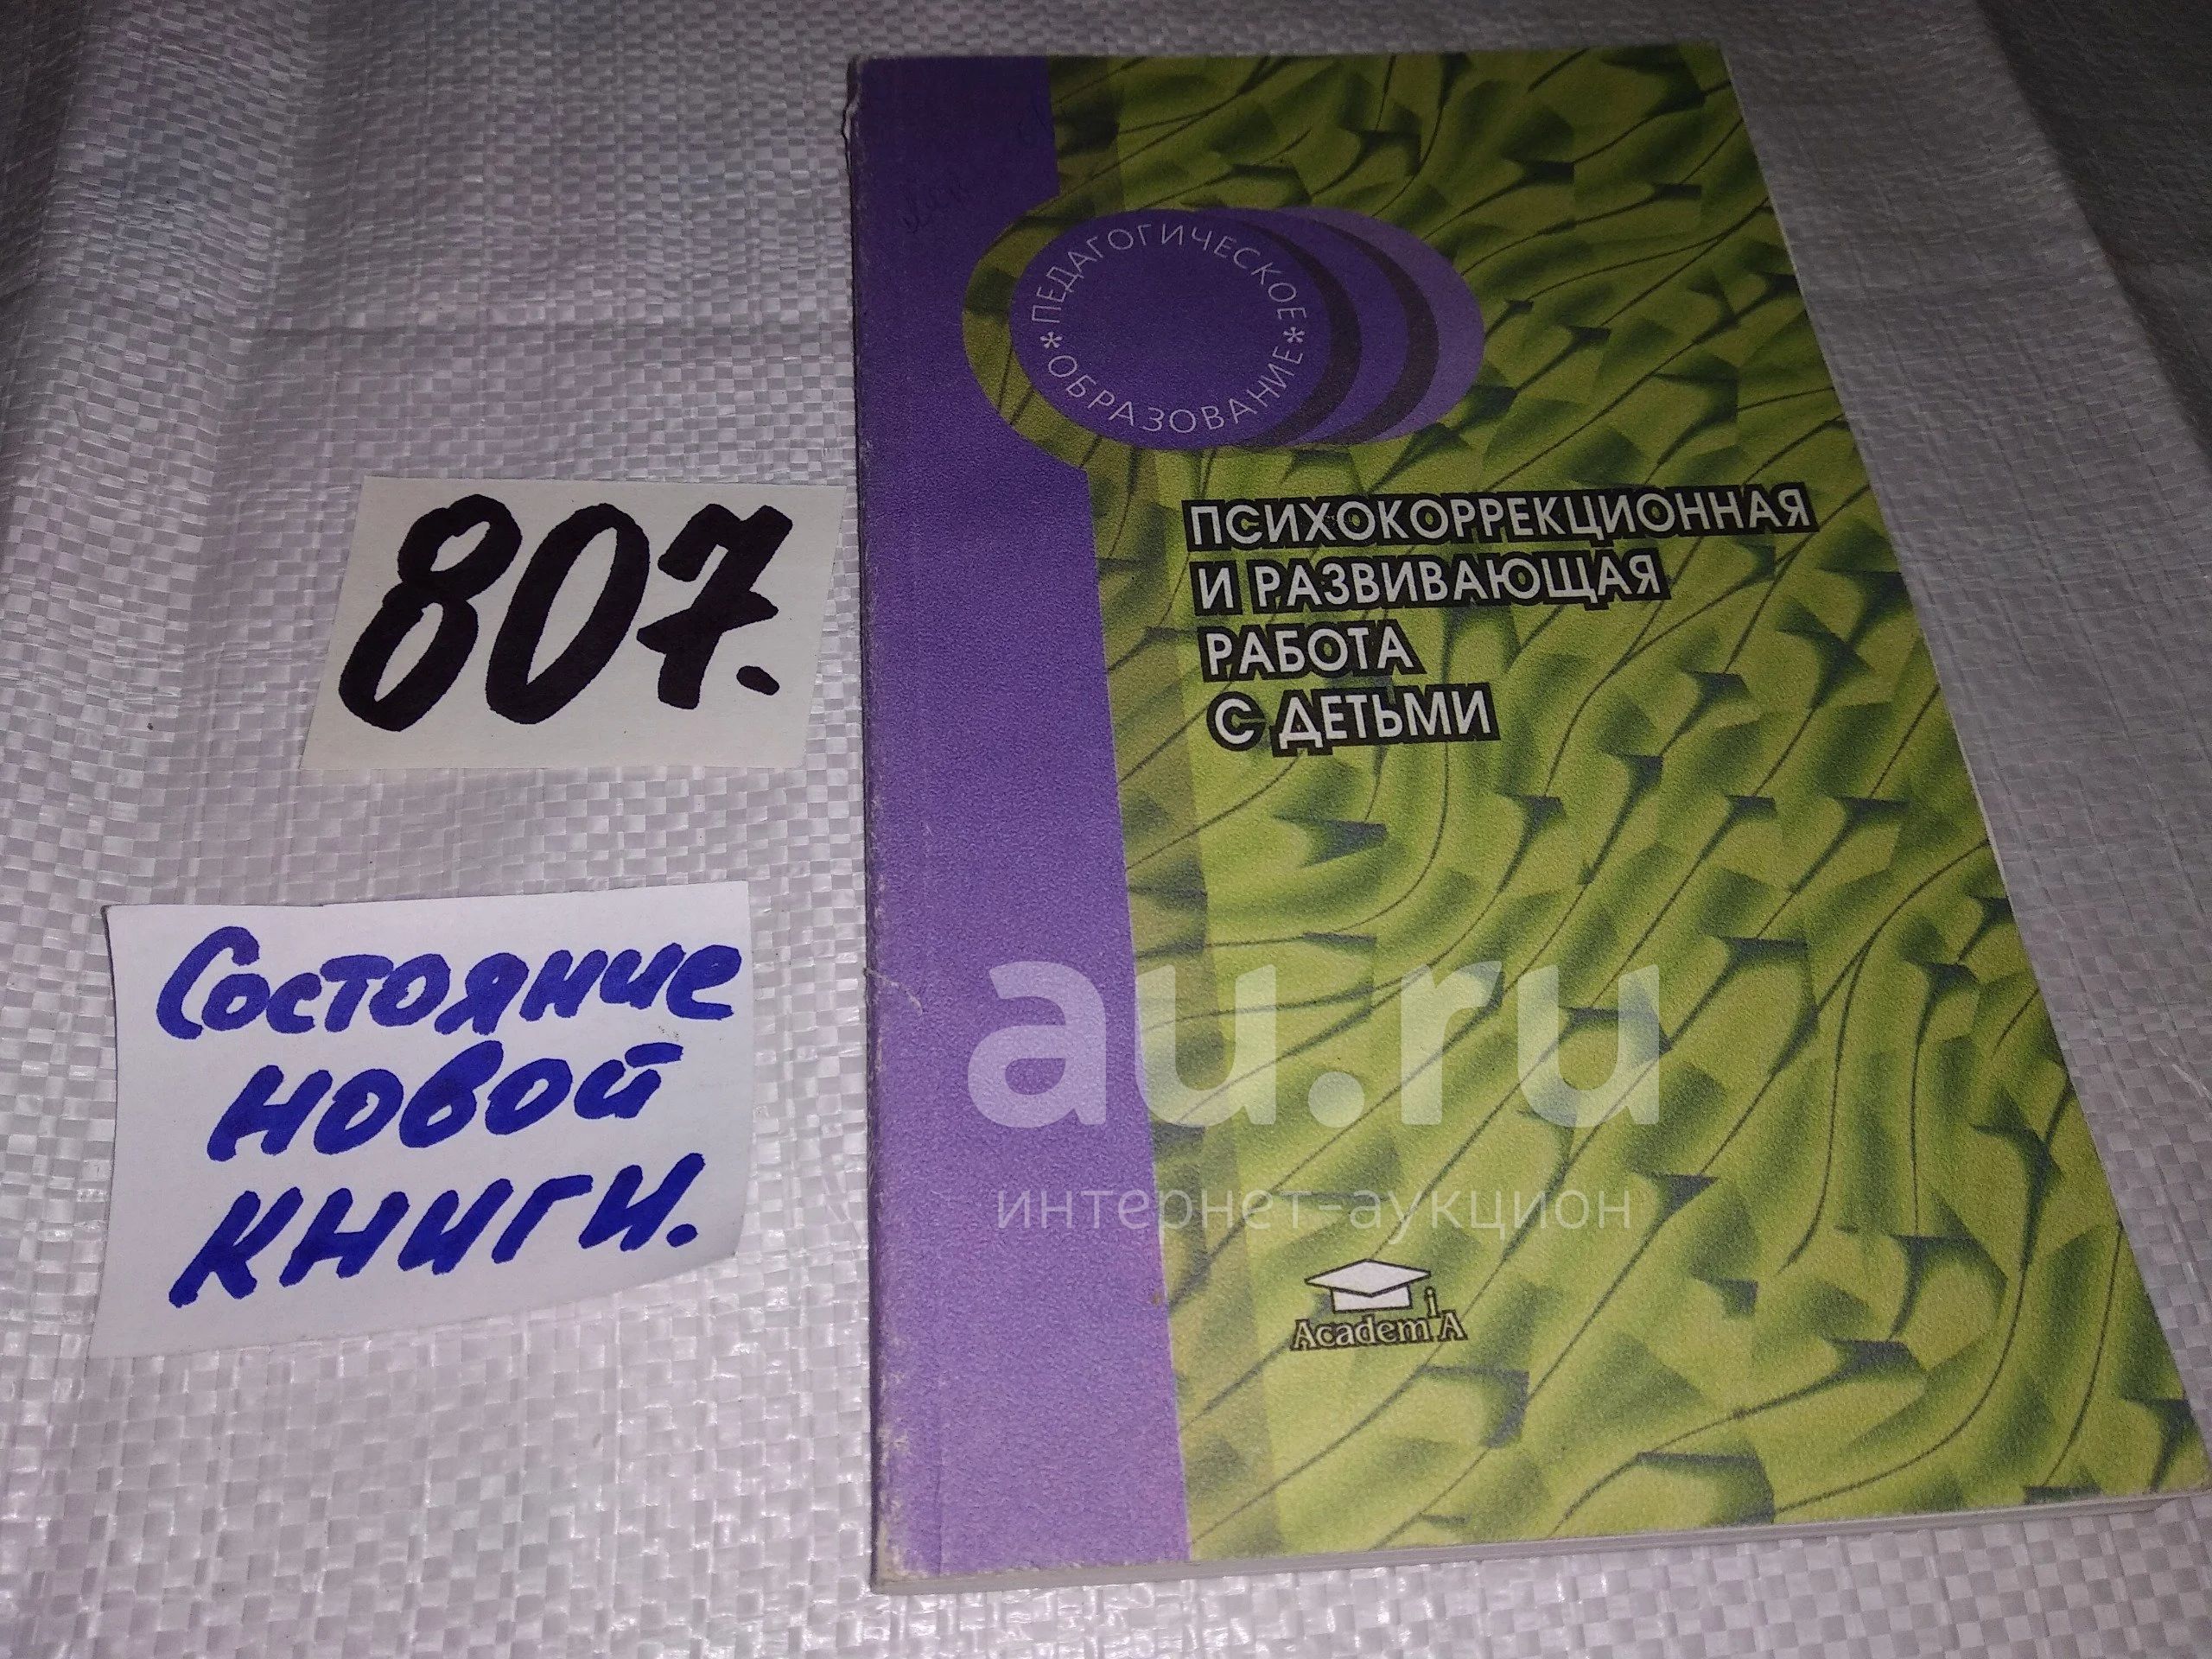 *ПЕДАГОГИЧЕСКОЕ*
ОБРАЗОВАНИЕ
ПСИХОКОРРЕКЦИОННАЯ
И РАЗВИВАЮЩАЯ
РАБОТА
С ДЕТЬМИ
807.
Состояние
новой
книги.
au.ru
интернет-аукцион
AcademiA